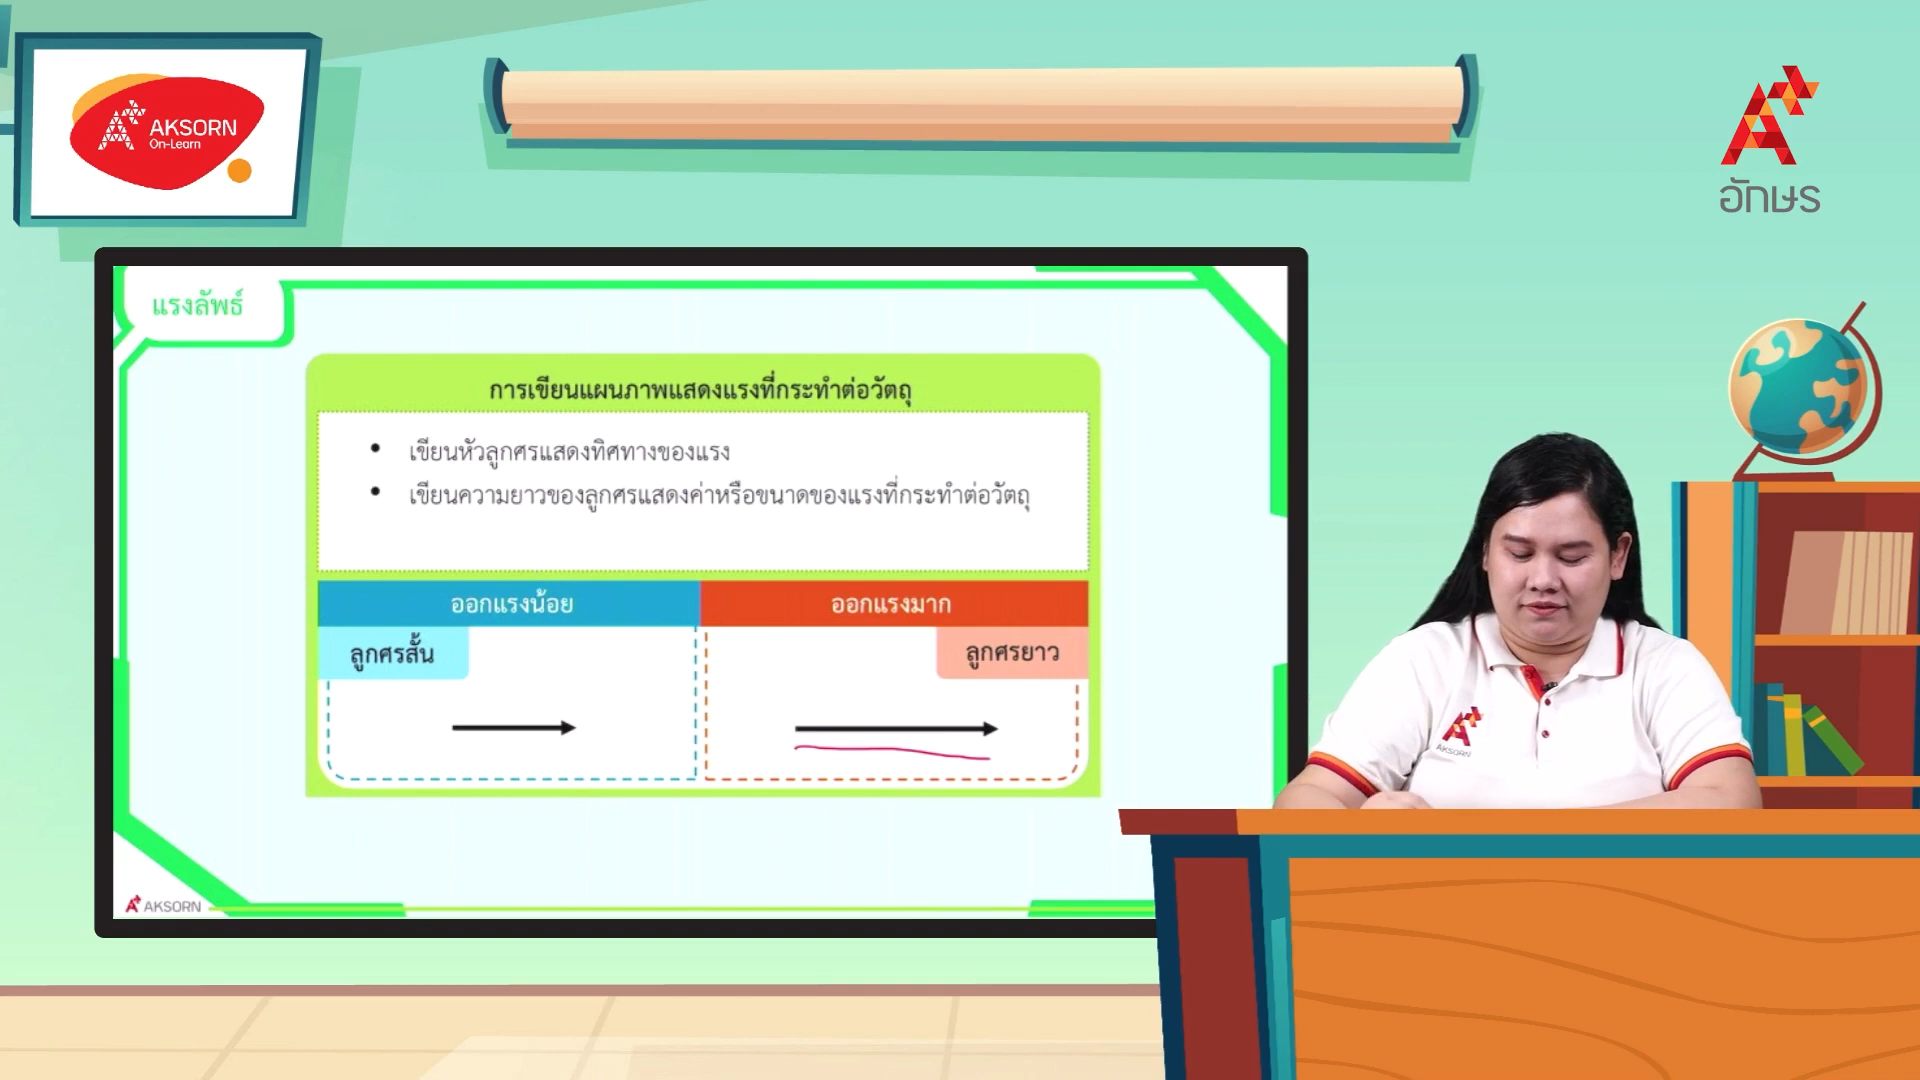 AKSORN
On-Learn
อักษร
แรงลัพธ์
การเขียนแผนภาพแสดงแรงที่กระทำต่อวัตถุ
• เขียนหัวลูกศรแสดงทิศทางของแรง
• เขียนความยาวของลูกศรแสดงค่าหรือขนาดของแรงที่กระทำต่อวัตถุ
ออกแรงน้อย
ออกแรงมาก
ลูกศรสั้น
ลูกศรยาว
AKSORN
AKSORN